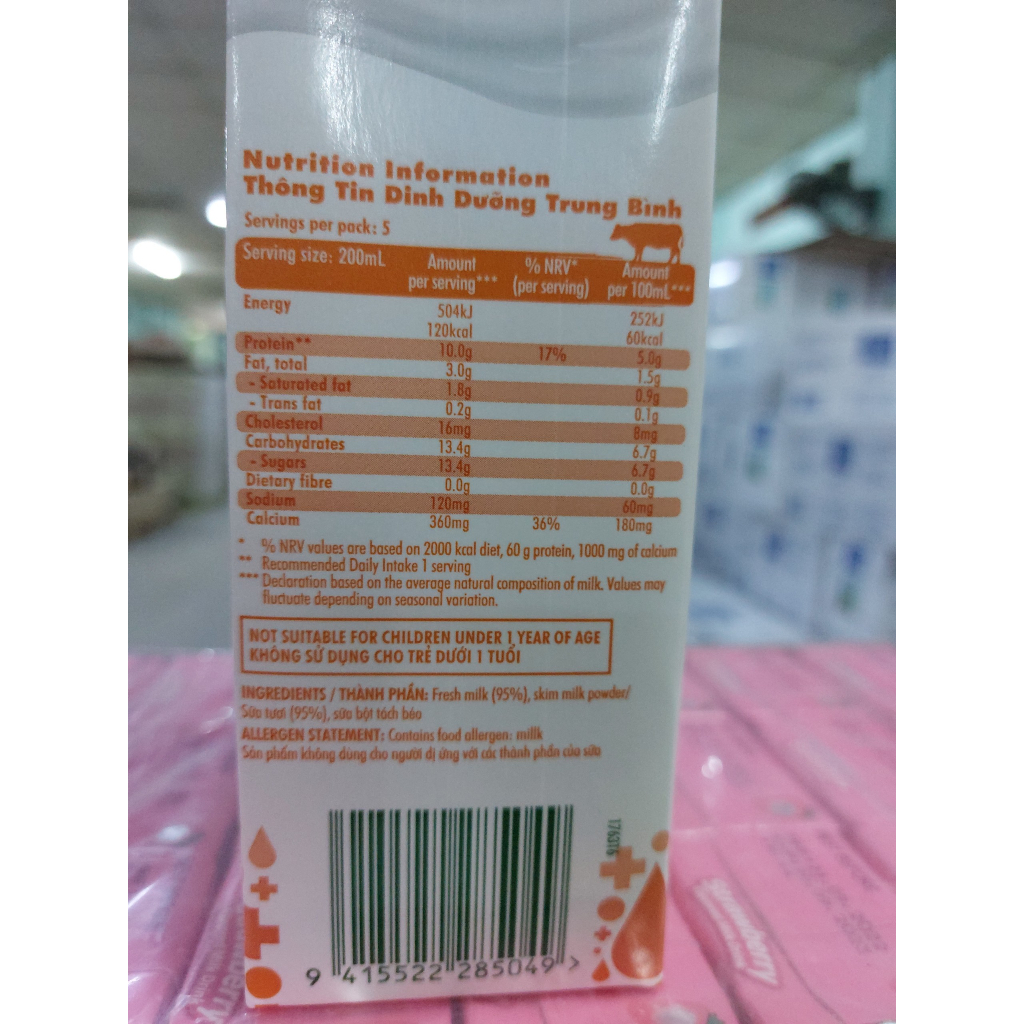 Nutrition Information
Thông Tin Dinh Dưỡng Trung Bình
Servings per pack: 5
Serving size: 200mL Amount per serving*** % NRV* (per serving) Amount per 100mL***
Energy 504kJ 252kJ
120kcal 60kcal
Protein** 10.0g 17% 5.0g
Fat, total 3.0g 1.5g
- Saturated fat 1.8g 0.9g
- Trans fat 0.2g 0.1g
Cholesterol 16mg 8mg
Carbohydrates 13.4g 6.7g
- Sugars 13.4g 6.7g
Dietary fibre 0.0g 0.0g
Sodium 120mg 60mg
Calcium 360mg 36% 180mg
* % NRV values are based on 2000 kcal diet, 60 g protein, 1000 mg of calcium
** Recommended Daily Intake 1 serving
*** Declaration based on the average natural composition of milk. Values may
fluctuate depending on seasonal variation.
NOT SUITABLE FOR CHILDREN UNDER 1 YEAR OF AGE
KHÔNG SỬ DỤNG CHO TRẺ DƯỚI 1 TUỔI
INGREDIENTS / THÀNH PHẦN: Fresh milk (95%), skim milk powder/
Sữa tươi (95%), sữa bột tách béo
ALLERGEN STATEMENT: Contains food allergen: millk
Sản phẩm không dùng cho người dị ứng với các thành phần của sữa
176316
9 415522 285049 >
strawberry